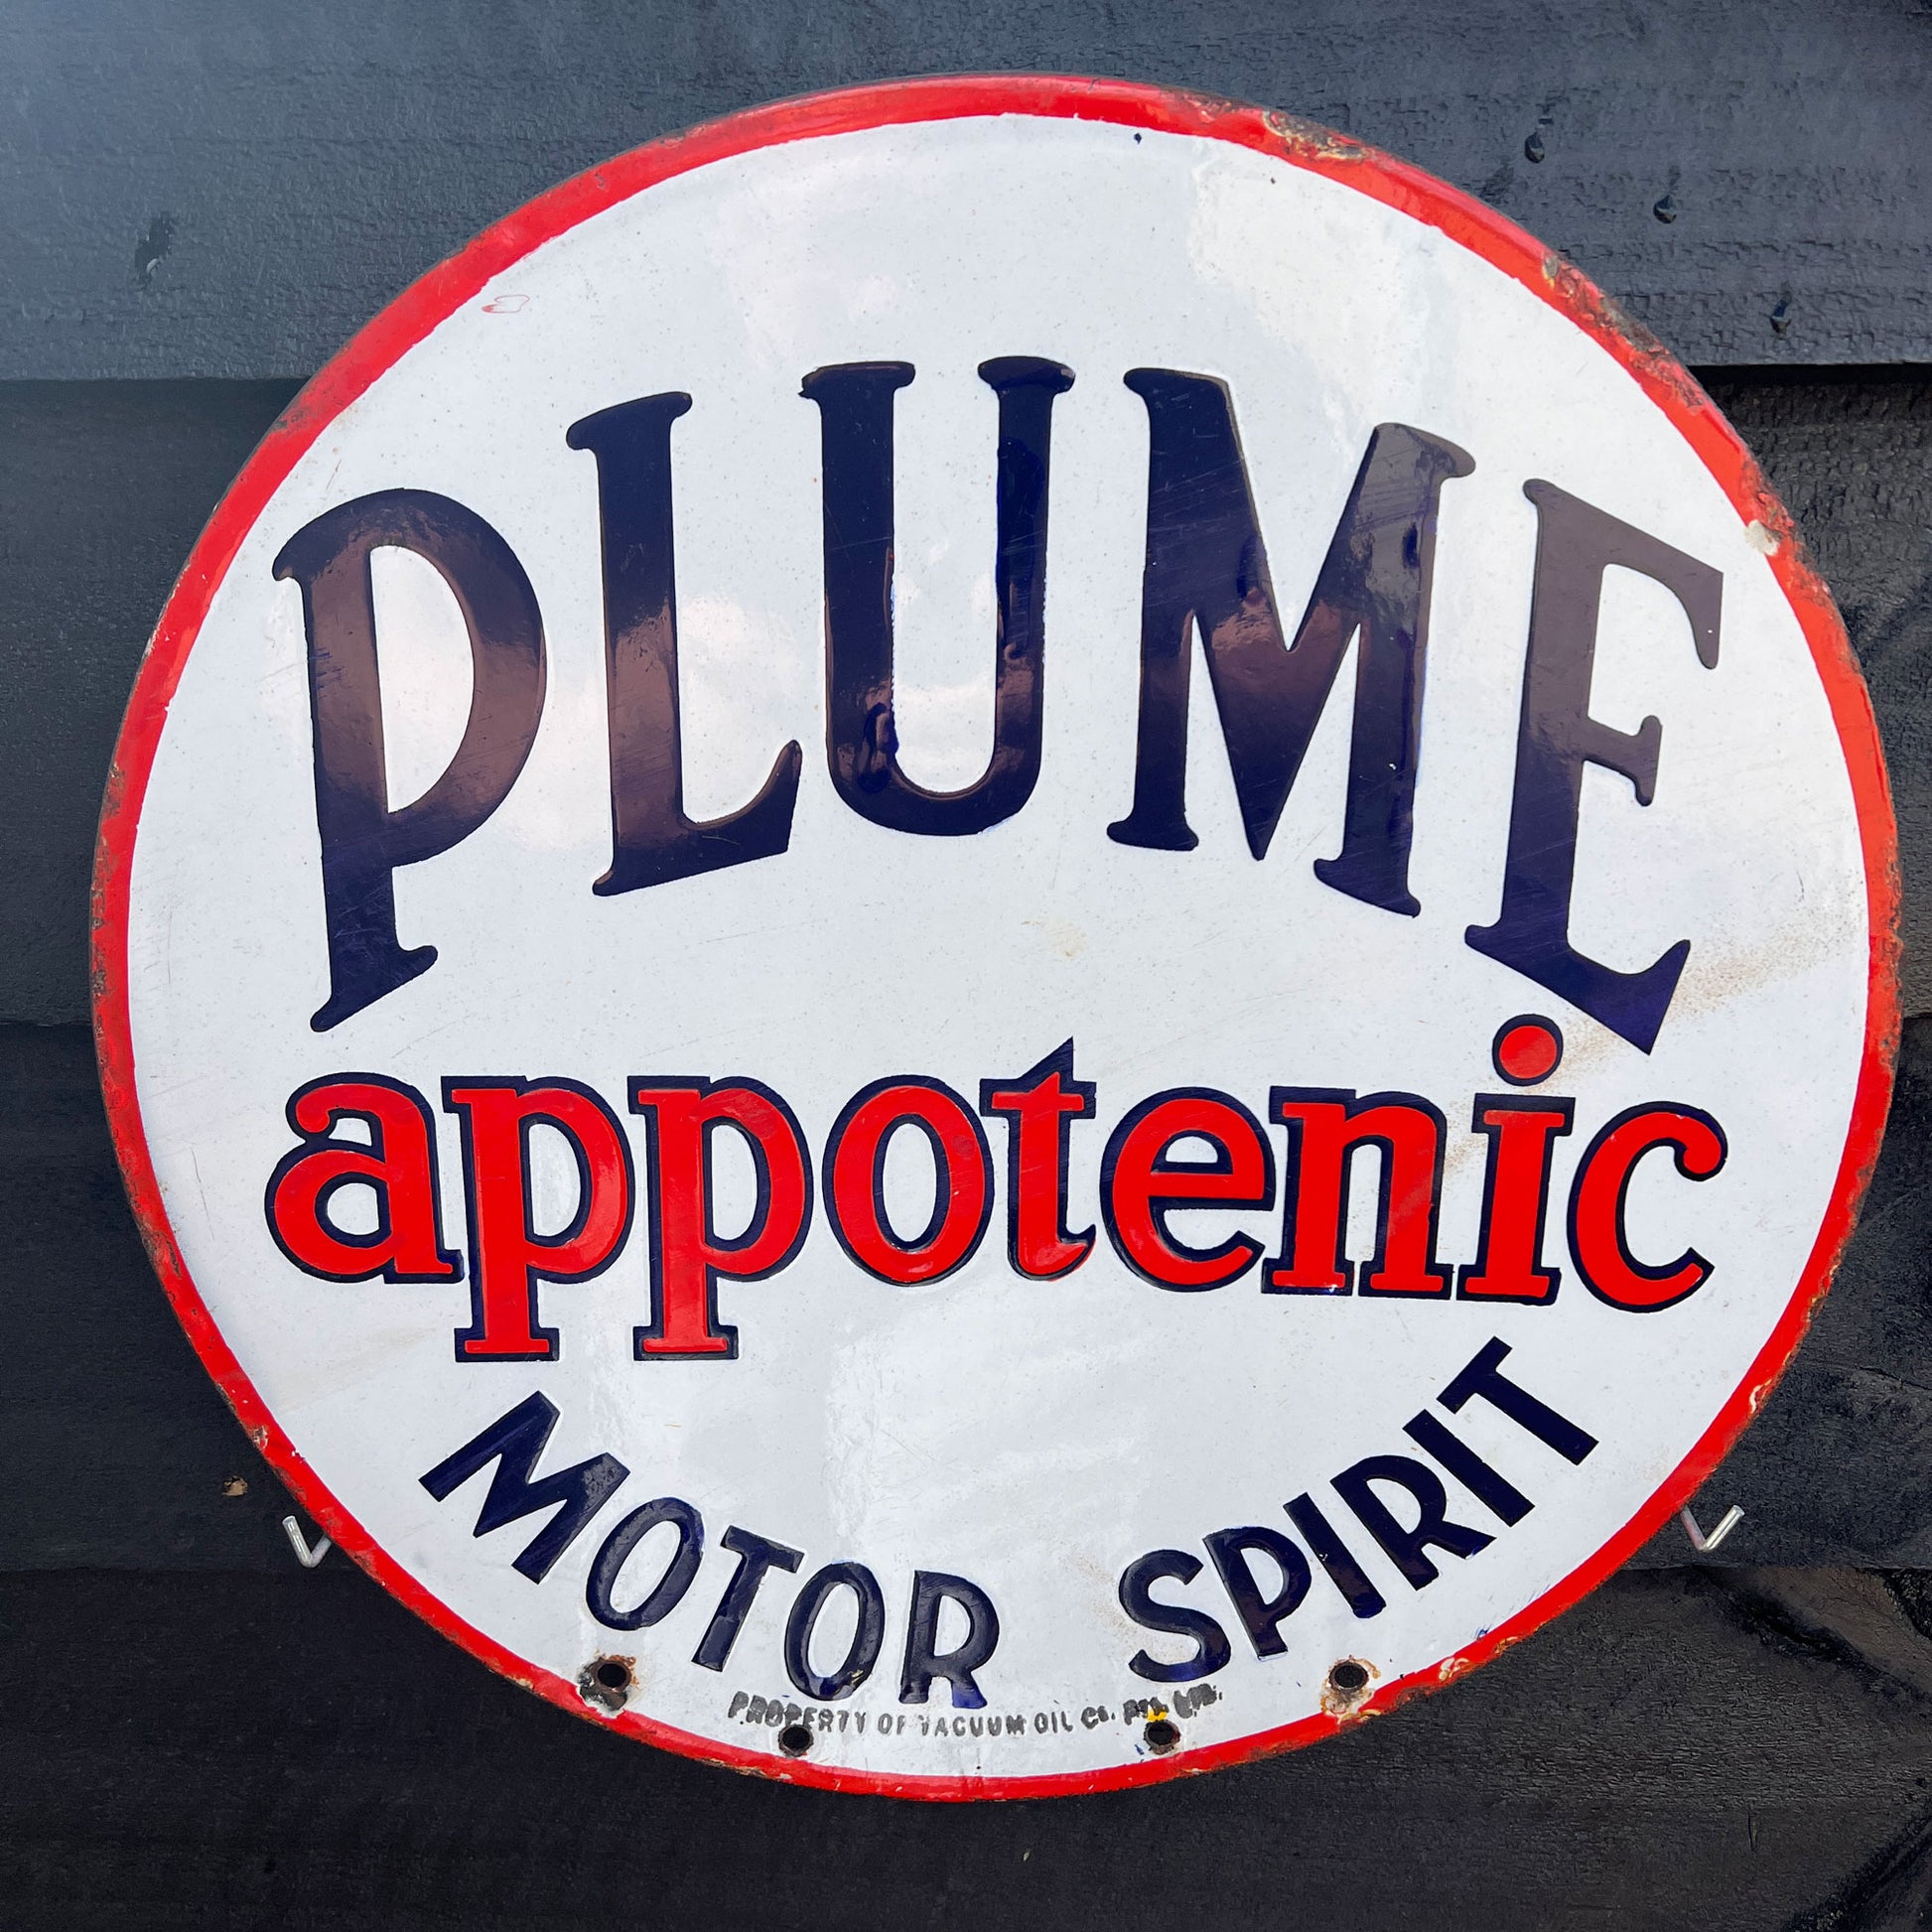 PLUME
appotenic
MOTOR SPIRIT
PROPERTY OF VACUUM OIL Co. PTY. LTD.